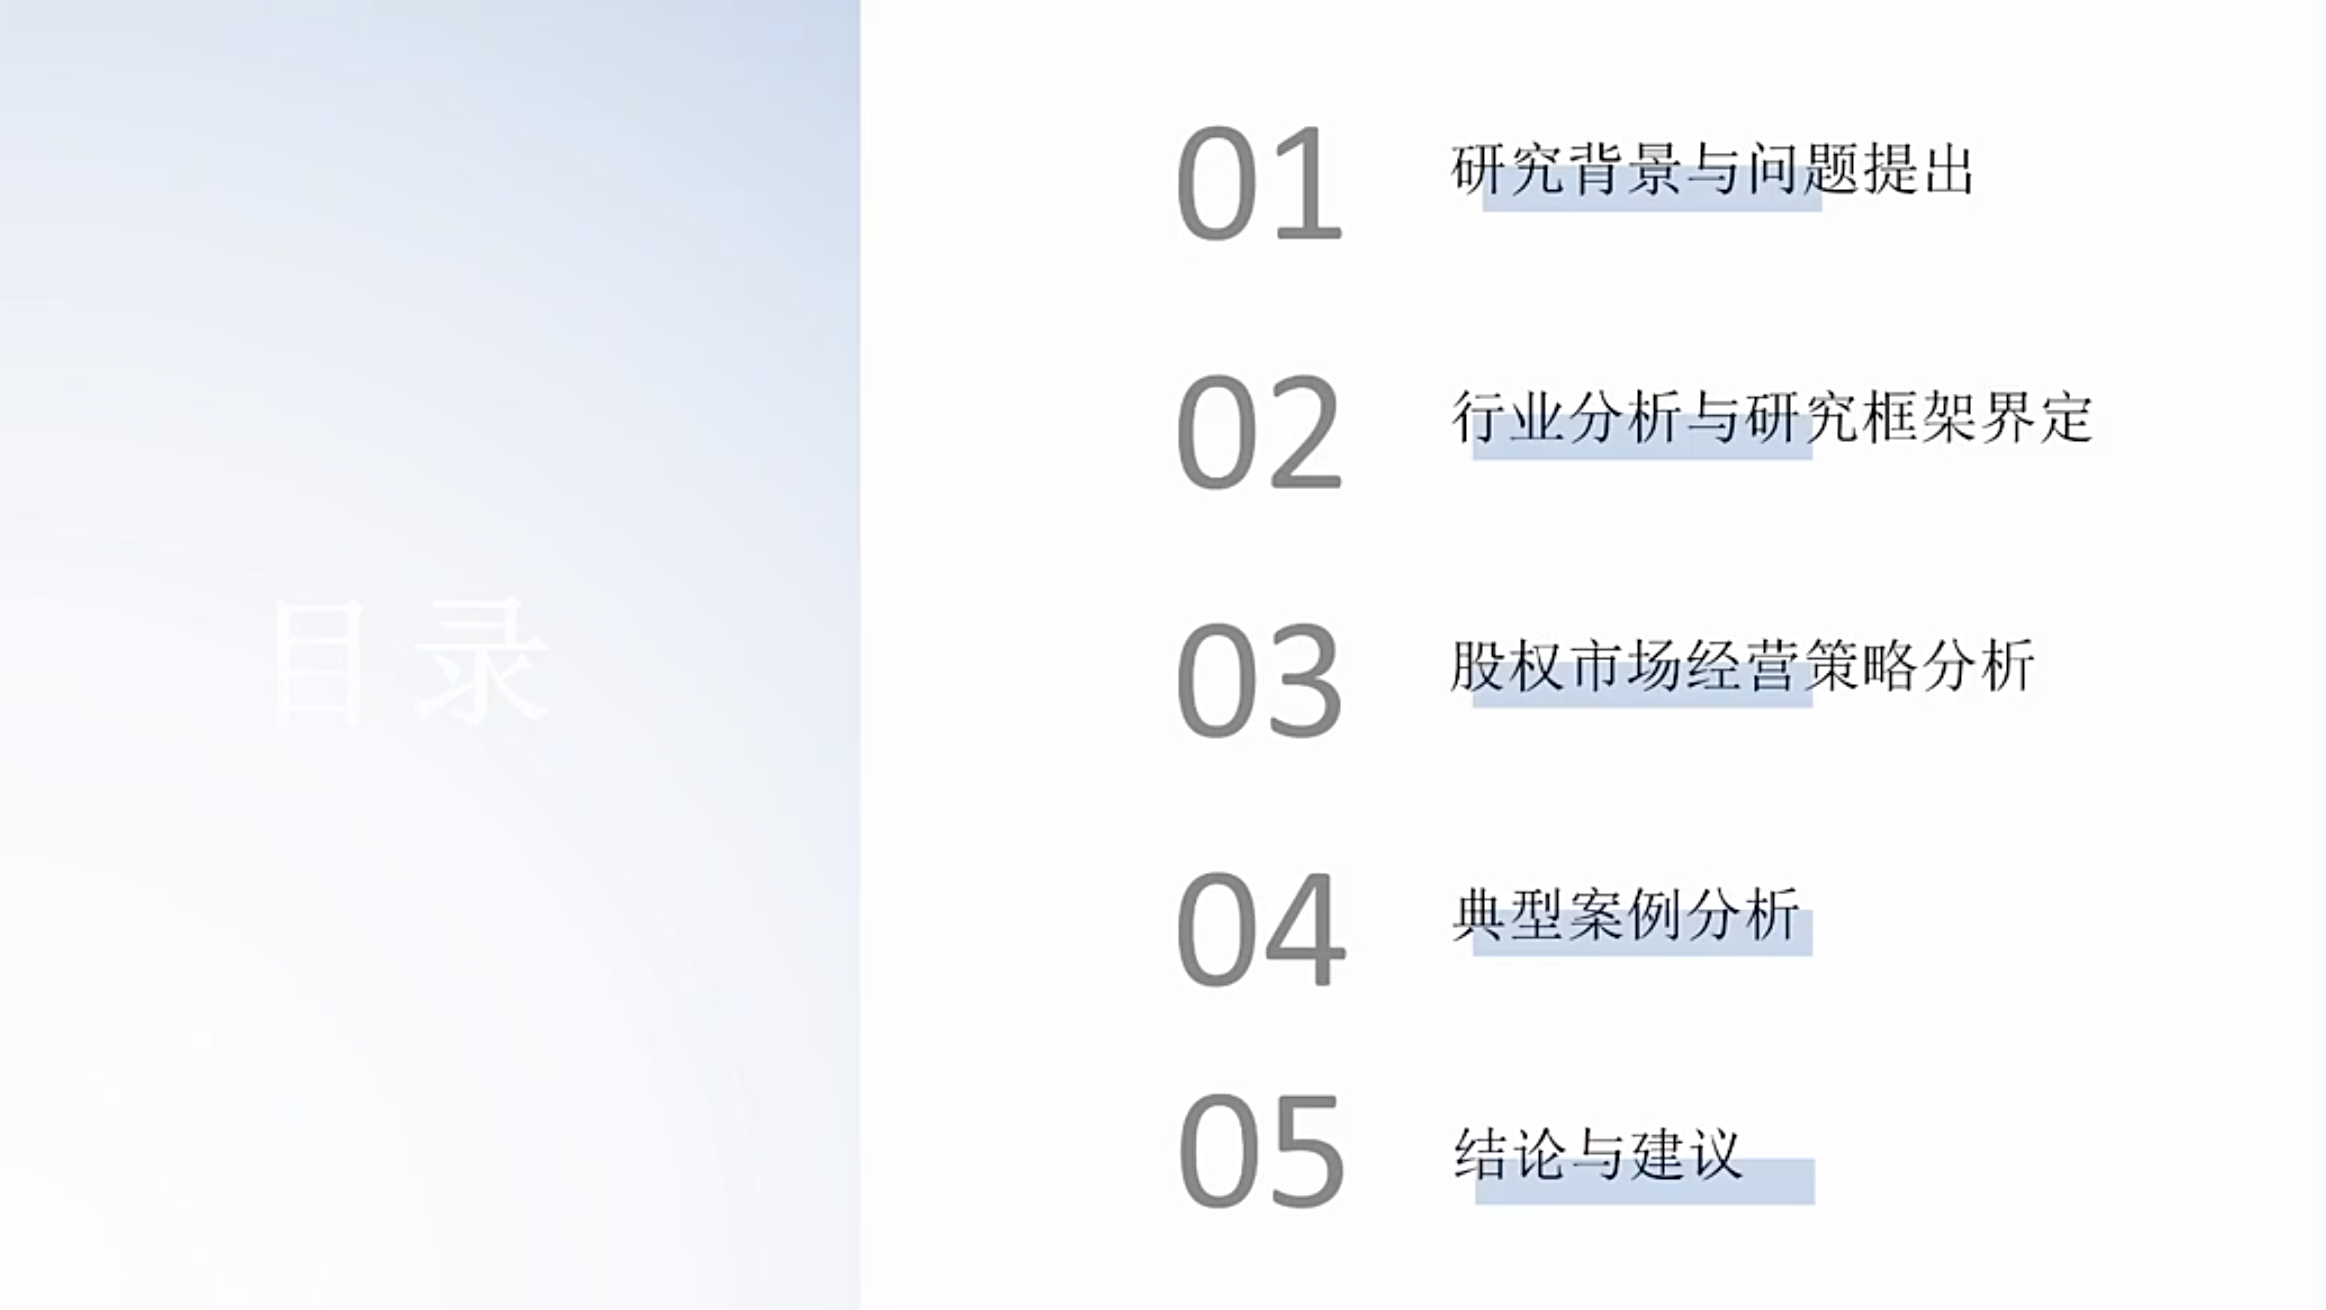 目录
01 研究背景与问题提出
02 行业分析与研究框架界定
03 股权市场经营策略分析
04 典型案例分析
05 结论与建议